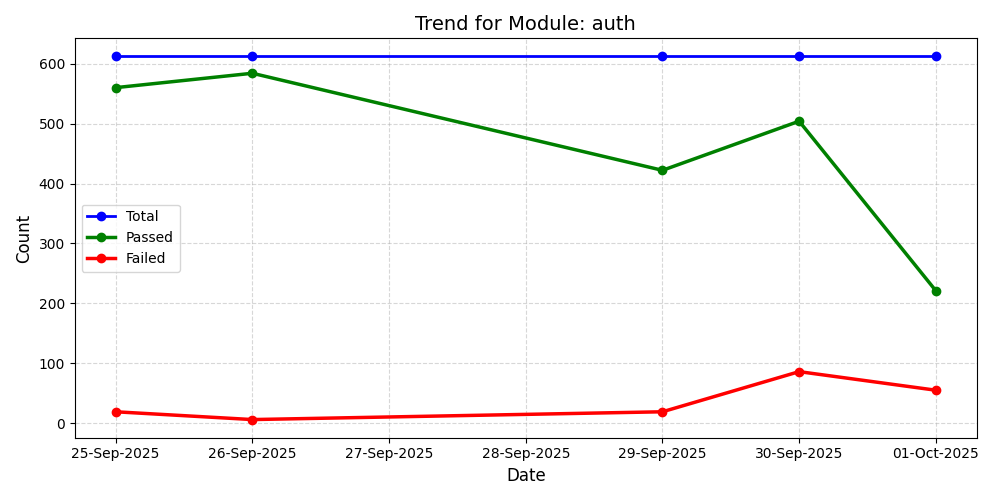 Trend for Module: auth
Count
600
500
400
300
200
100
0
Total
Passed
Failed
25-Sep-2025 26-Sep-2025 27-Sep-2025 28-Sep-2025 29-Sep-2025 30-Sep-2025 01-Oct-2025
Date